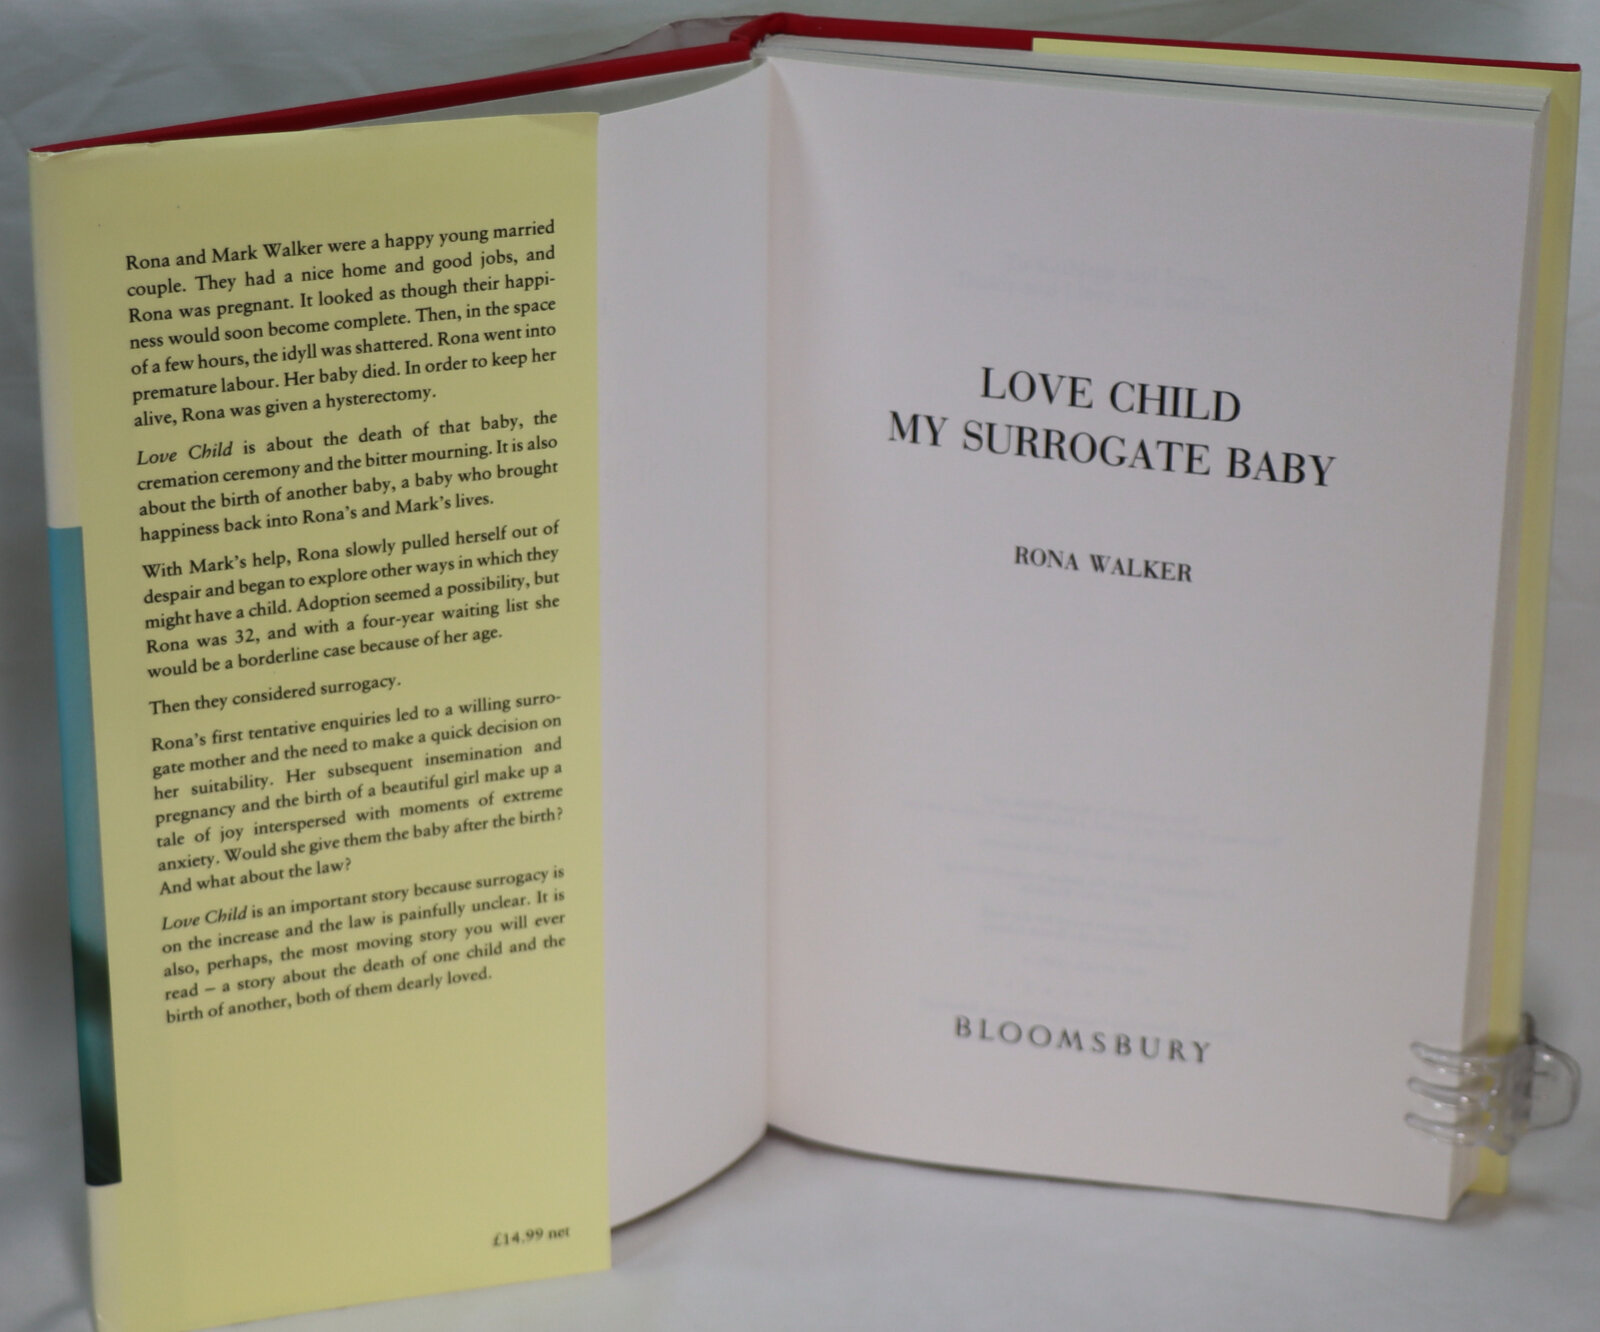 Rona and Mark Walker were a happy young married
couple. They had a nice home and good jobs, and
Rona was pregnant. It looked as though their happi-
ness would soon become complete. Then, in the space
of a few hours, the idyll was shattered. Rona went into
premature labour. Her baby died. In order to keep her
alive, Rona was given a hysterectomy.
Love Child is about the death of that baby, the
cremation ceremony and the bitter mourning. It is also
about the birth of another baby, a baby who brought
happiness back into Rona's and Mark's lives.
With Mark's help, Rona slowly pulled herself out of
despair and began to explore other ways in which they
might have a child. Adoption seemed a possibility, but
Rona was 32, and with a four-year waiting list she
would be a borderline case because of her age.
Then they considered surrogacy.
Rona's first tentative enquiries led to a willing surro-
gate mother and the need to make a quick decision on
her suitability. Her subsequent insemination and
pregnancy and the birth of a beautiful girl make up a
tale of joy interspersed with moments of extreme
anxiety. Would she give them the baby after the birth?
And what about the law?
Love Child is an important story because surrogacy is
on the increase and the law is painfully unclear. It is
also, perhaps, the most moving story you will ever
read – a story about the death of one child and the
birth of another, both of them dearly loved.
£14.99 net
LOVE CHILD
MY SURROGATE BABY
RONA WALKER
BLOOMSBURY